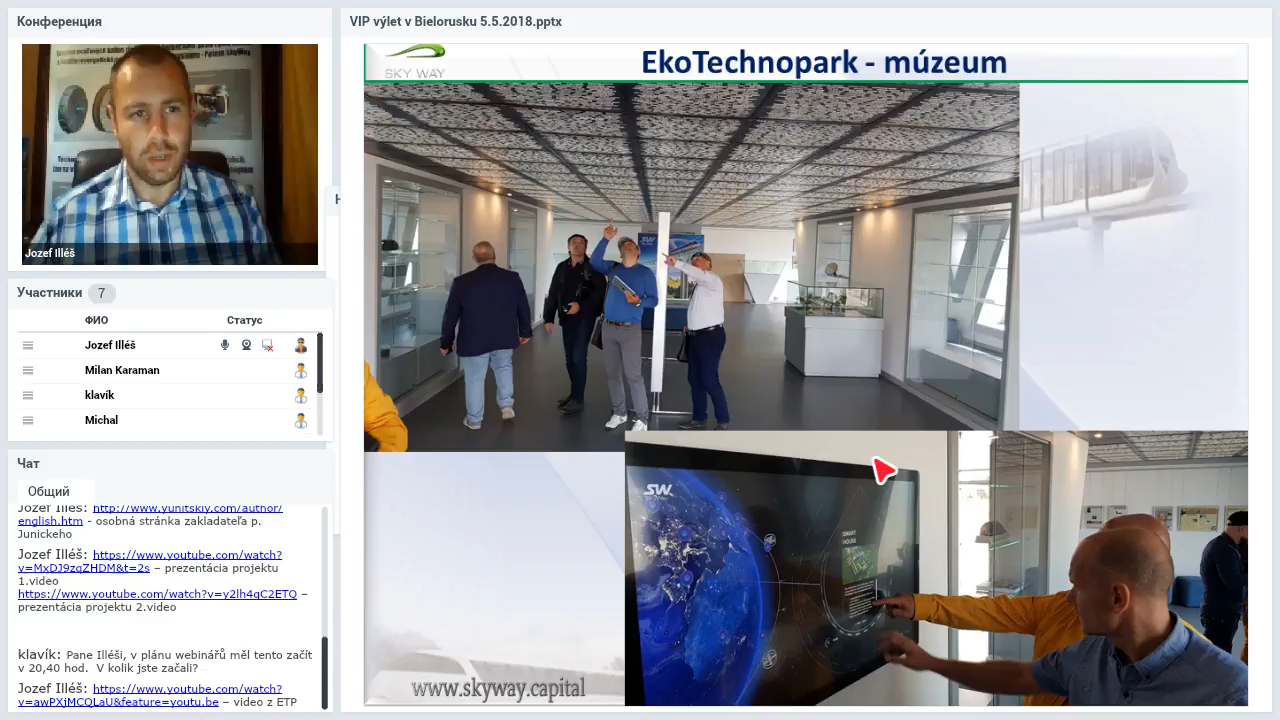 Конференция
Jozef Illéš
Участники 7
ФИО Статус
Jozef Illéš
Milan Karaman
klavík
Michal
Чат
Общий
Jozef Illéš: http://www.yunitskiy.com/author/
english.htm - osobná stránka zakladateľa p.
Junickeho
Jozef Illéš: https://www.youtube.com/watch?
v=MxDJ9zqZHDM&t=2s – prezentácia projektu
1.video
https://www.youtube.com/watch?v=y2lh4qC2ETQ –
prezentácia projektu 2.video
klavík: Pane Illéši, v plánu webinářů měl tento začít
v 20,40 hod. V kolik jste začali?
Jozef Illéš: https://www.youtube.com/watch?
v=awPXjMCQLaU&feature=youtu.be – video z ETP
VIP výlet v Bielorusku 5.5.2018.pptx
SKY WAY
EkoTechnopark - múzeum
SW
SW
SMART
HOUSE
www.skyway.capital